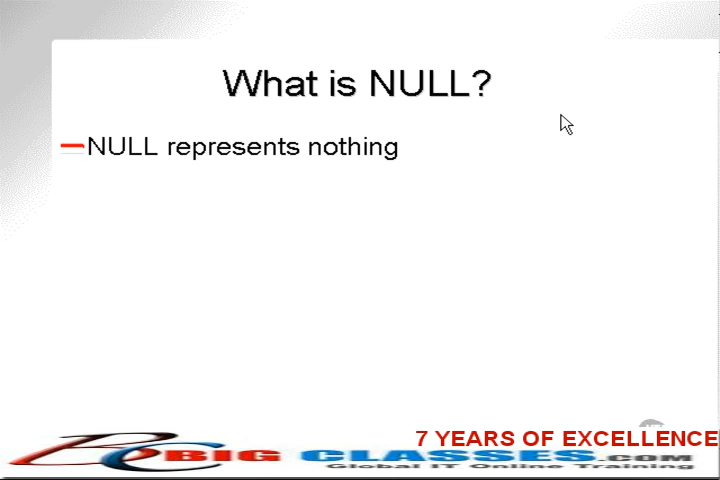 What is NULL?
NULL represents nothing
7 YEARS OF EXCELLENCE
BIG CLASSES.COM
Global IT Online Training